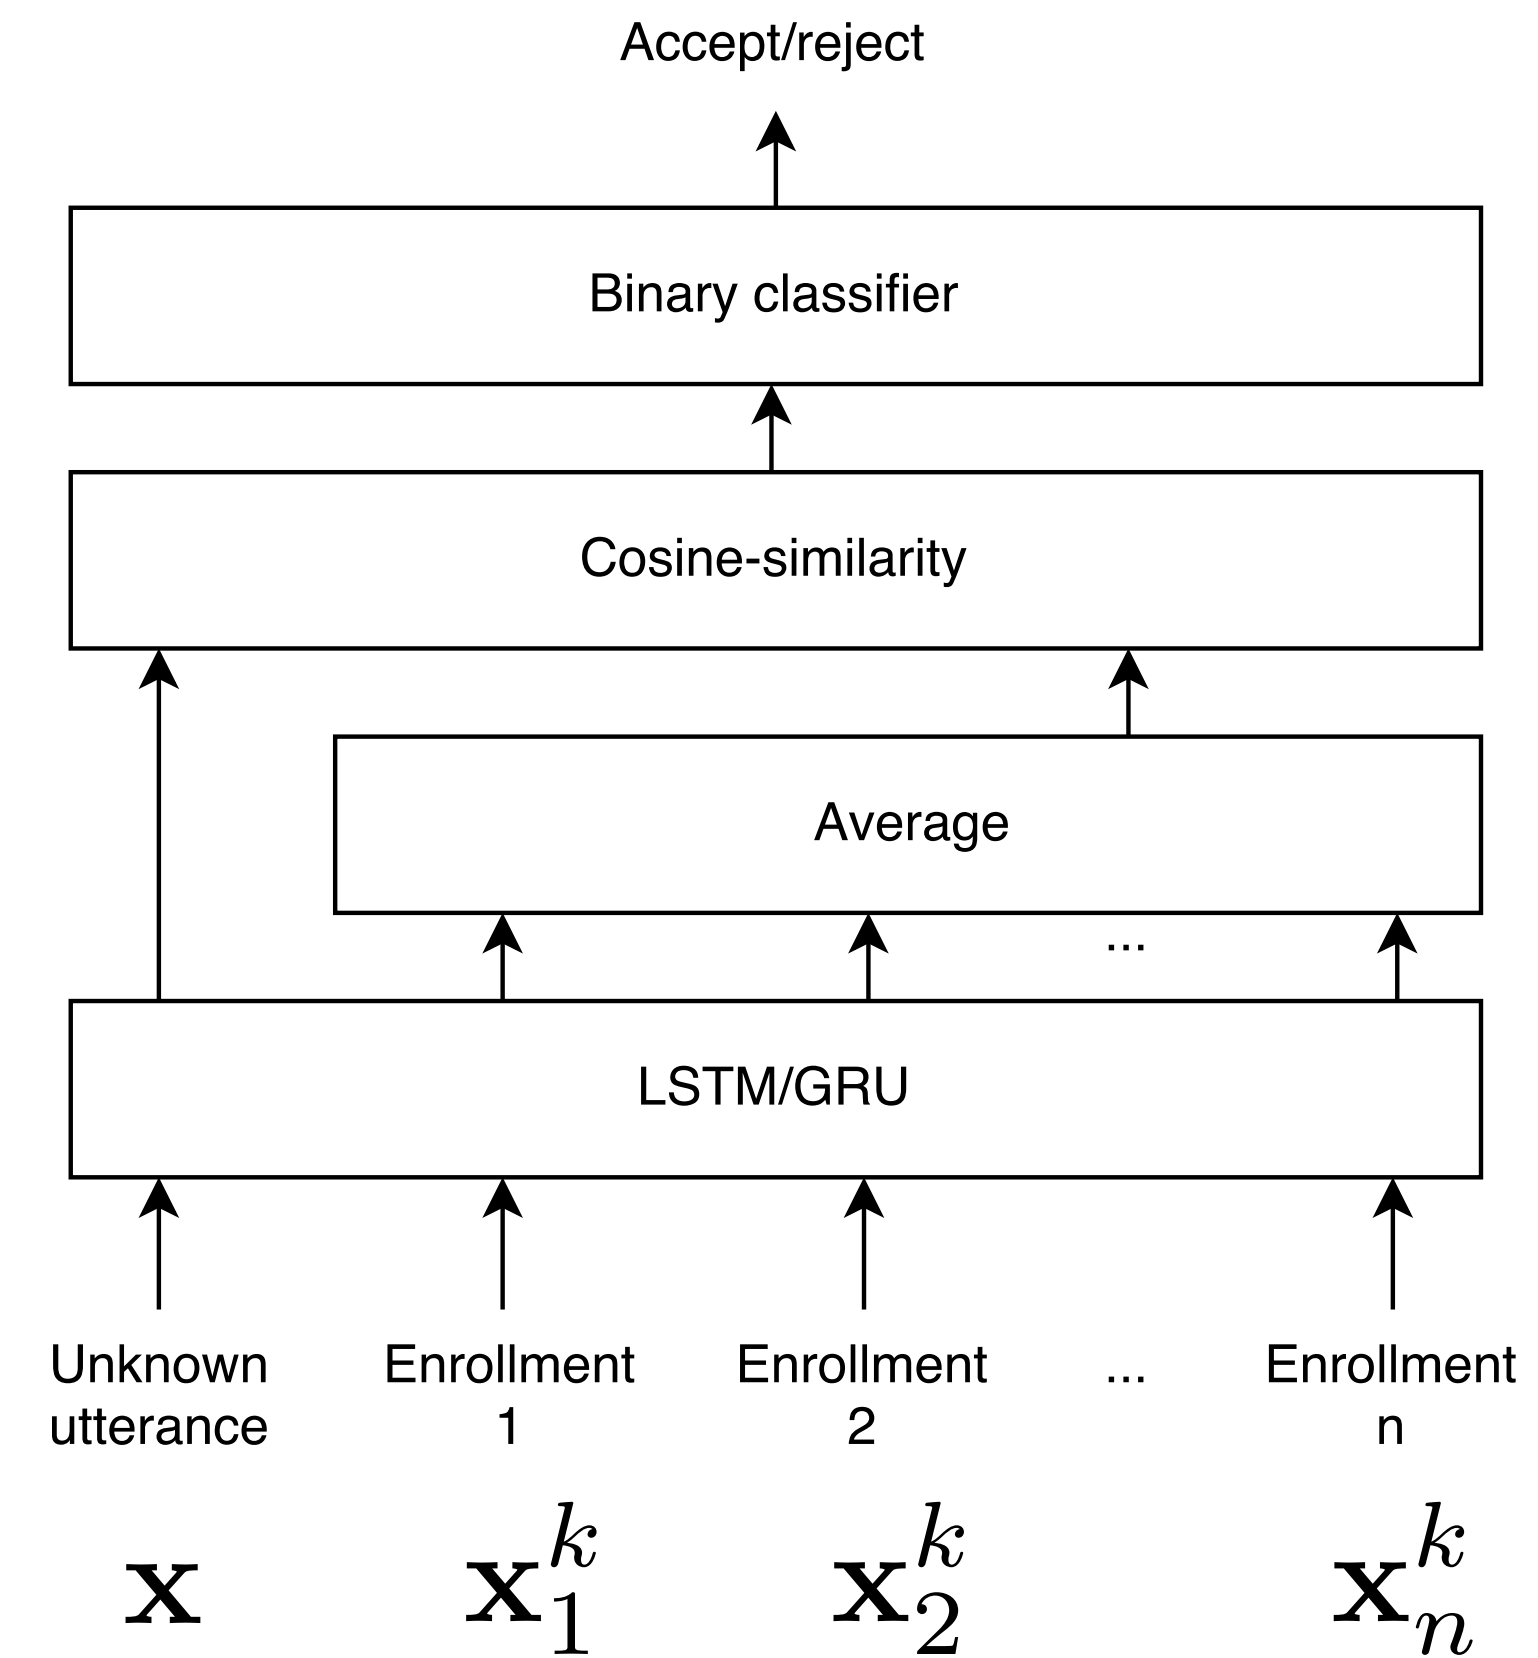 Accept/reject
Binary classifier
Cosine-similarity
Average
...
LSTM/GRU
Unknown utterance
Enrollment 1
Enrollment 2
...
Enrollment n
x
x₁ᵏ
x₂ᵏ
xₙᵏ